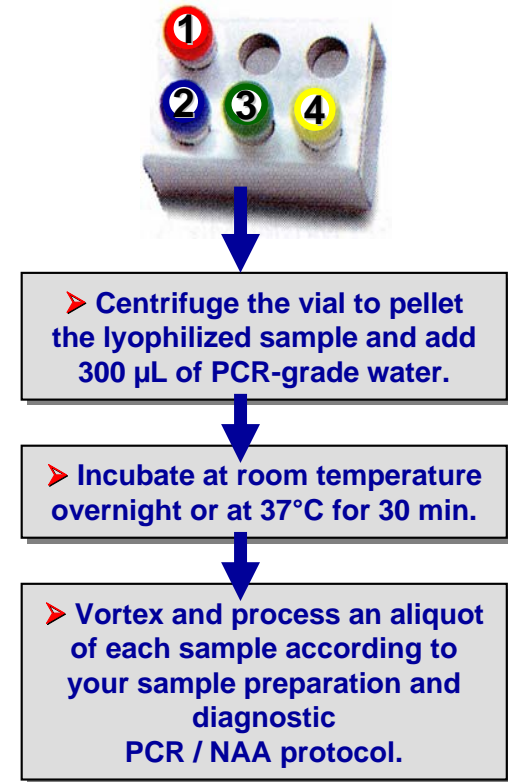 1
2 3 4
➢ Centrifuge the vial to pellet
the lyophilized sample and add
300 µL of PCR-grade water.
➢ Incubate at room temperature
overnight or at 37°C for 30 min.
➢ Vortex and process an aliquot
of each sample according to
your sample preparation and
diagnostic
PCR / NAA protocol.